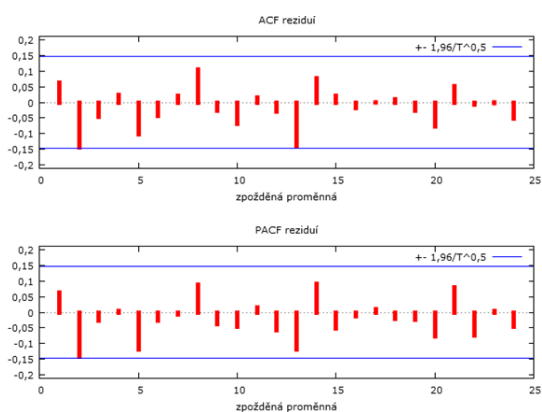 ACF reziduí
+- 1,96/T^0,5
0,2
0,15
0,1
0,05
0
-0,05
-0,1
-0,15
-0,2
0 5 10 15 20 25
zpožděná proměnná
PACF reziduí
+- 1,96/T^0,5
0,2
0,15
0,1
0,05
0
-0,05
-0,1
-0,15
-0,2
0 5 10 15 20 25
zpožděná proměnná